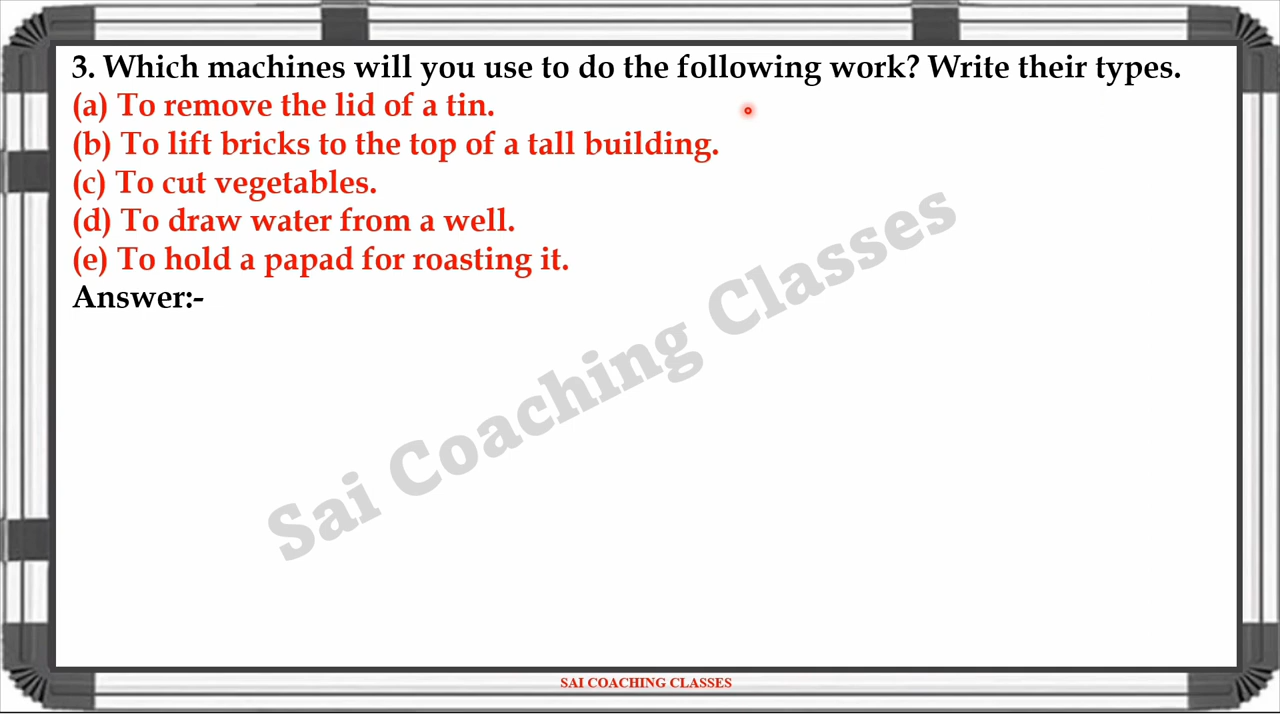 3. Which machines will you use to do the following work? Write their types.
(a) To remove the lid of a tin.
(b) To lift bricks to the top of a tall building.
(c) To cut vegetables.
(d) To draw water from a well.
(e) To hold a papad for roasting it.
Answer:-
Sai Coaching Classes
SAI COACHING CLASSES